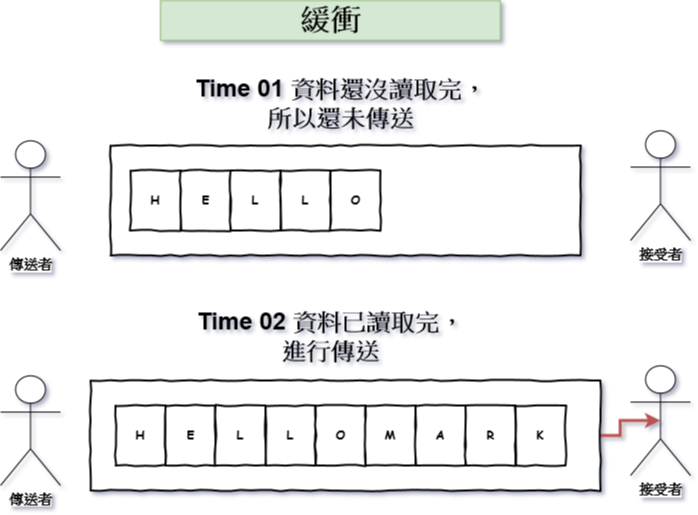 緩衝
Time 01 資料還沒讀取完，
所以還未傳送
H E L L O
傳送者
接受者
Time 02 資料已讀取完，
進行傳送
H E L L O M A R K
傳送者
接受者